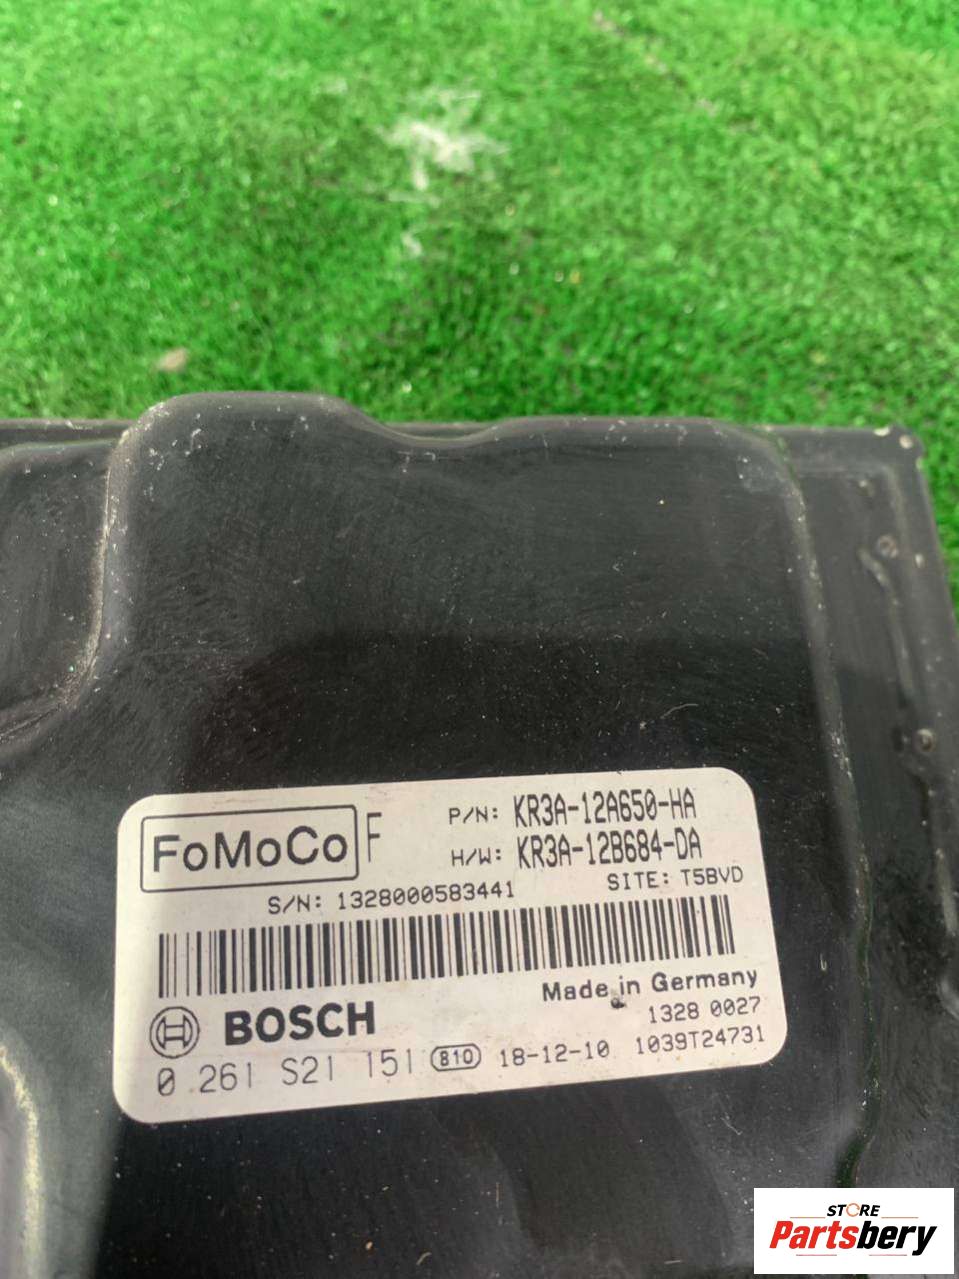 FoMoCo F
P/N: KR3A-12A650-HA
H/W: KR3A-12B684-DA
S/N: 1328000583441 SITE: T5BVD
Made in Germany
BOSCH 1328 0027
0 261 S21 151 810 18-12-10 1039T24731
STORE
Partsbery